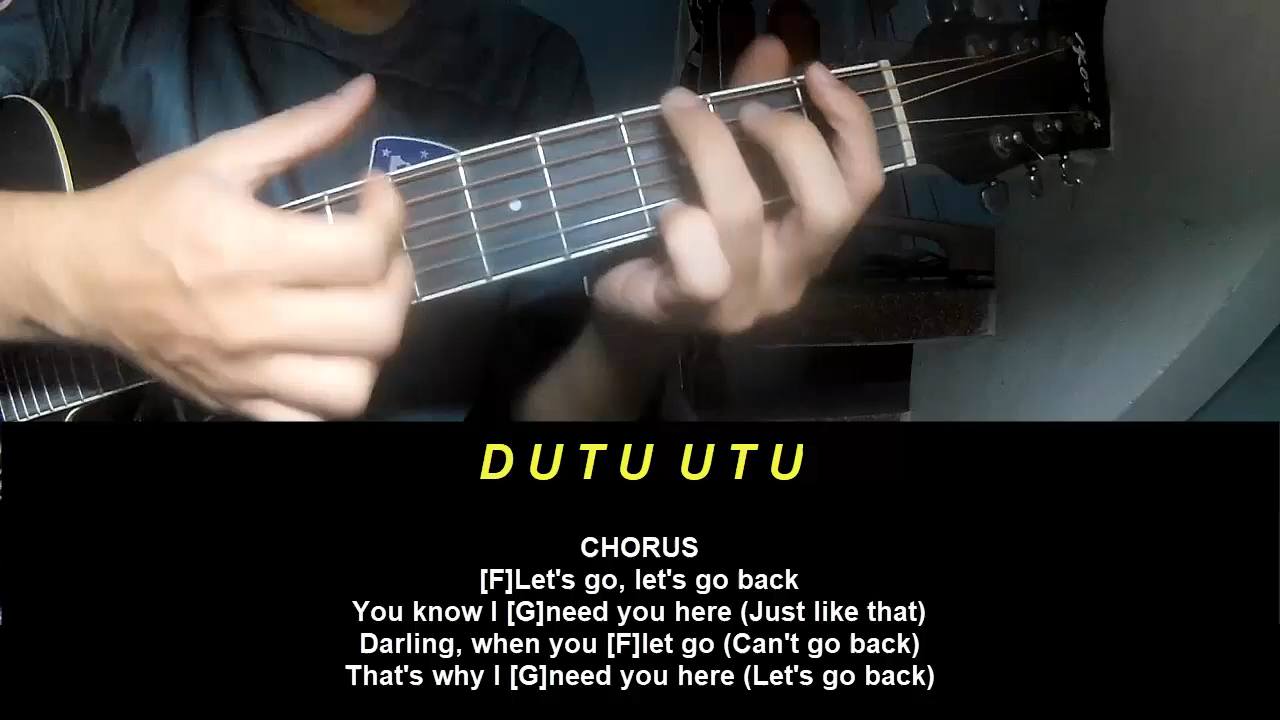 D U T U U T U
CHORUS
[F]Let's go, let's go back
You know I [G]need you here (Just like that)
Darling, when you [F]let go (Can't go back)
That's why I [G]need you here (Let's go back)